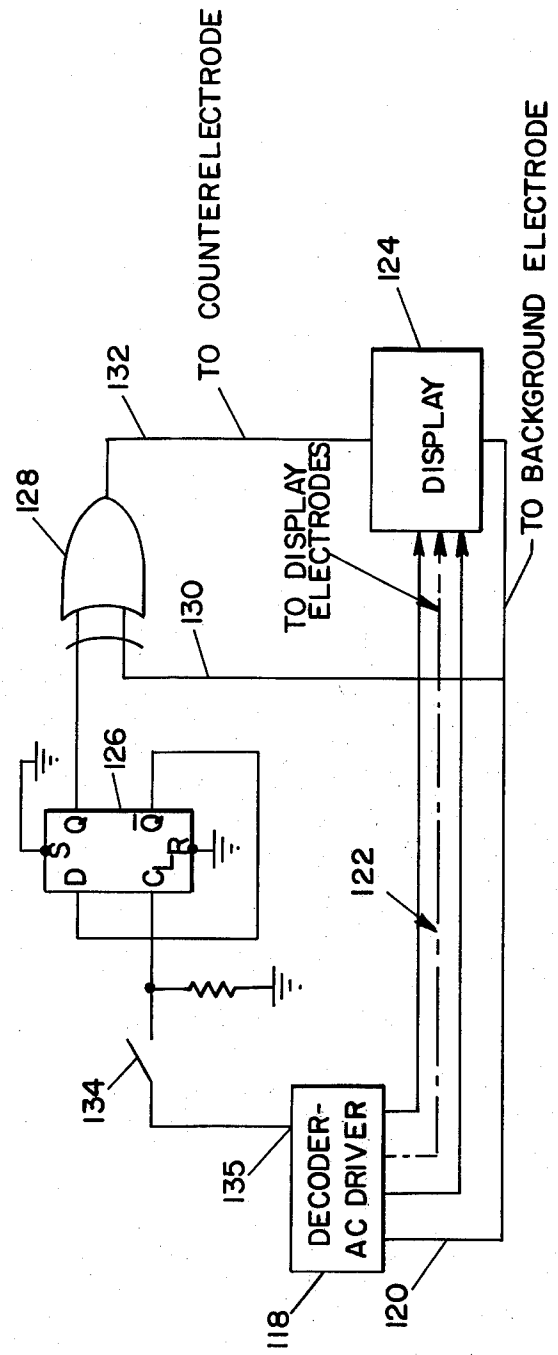 TO COUNTERELECTRODE
132
128
124
DISPLAY
TO DISPLAY
ELECTRODES
TO BACKGROUND ELECTRODE
130
126
S
D
Q
CL
Q̅
R
122
134
135
DECODER-
AC DRIVER
118
120